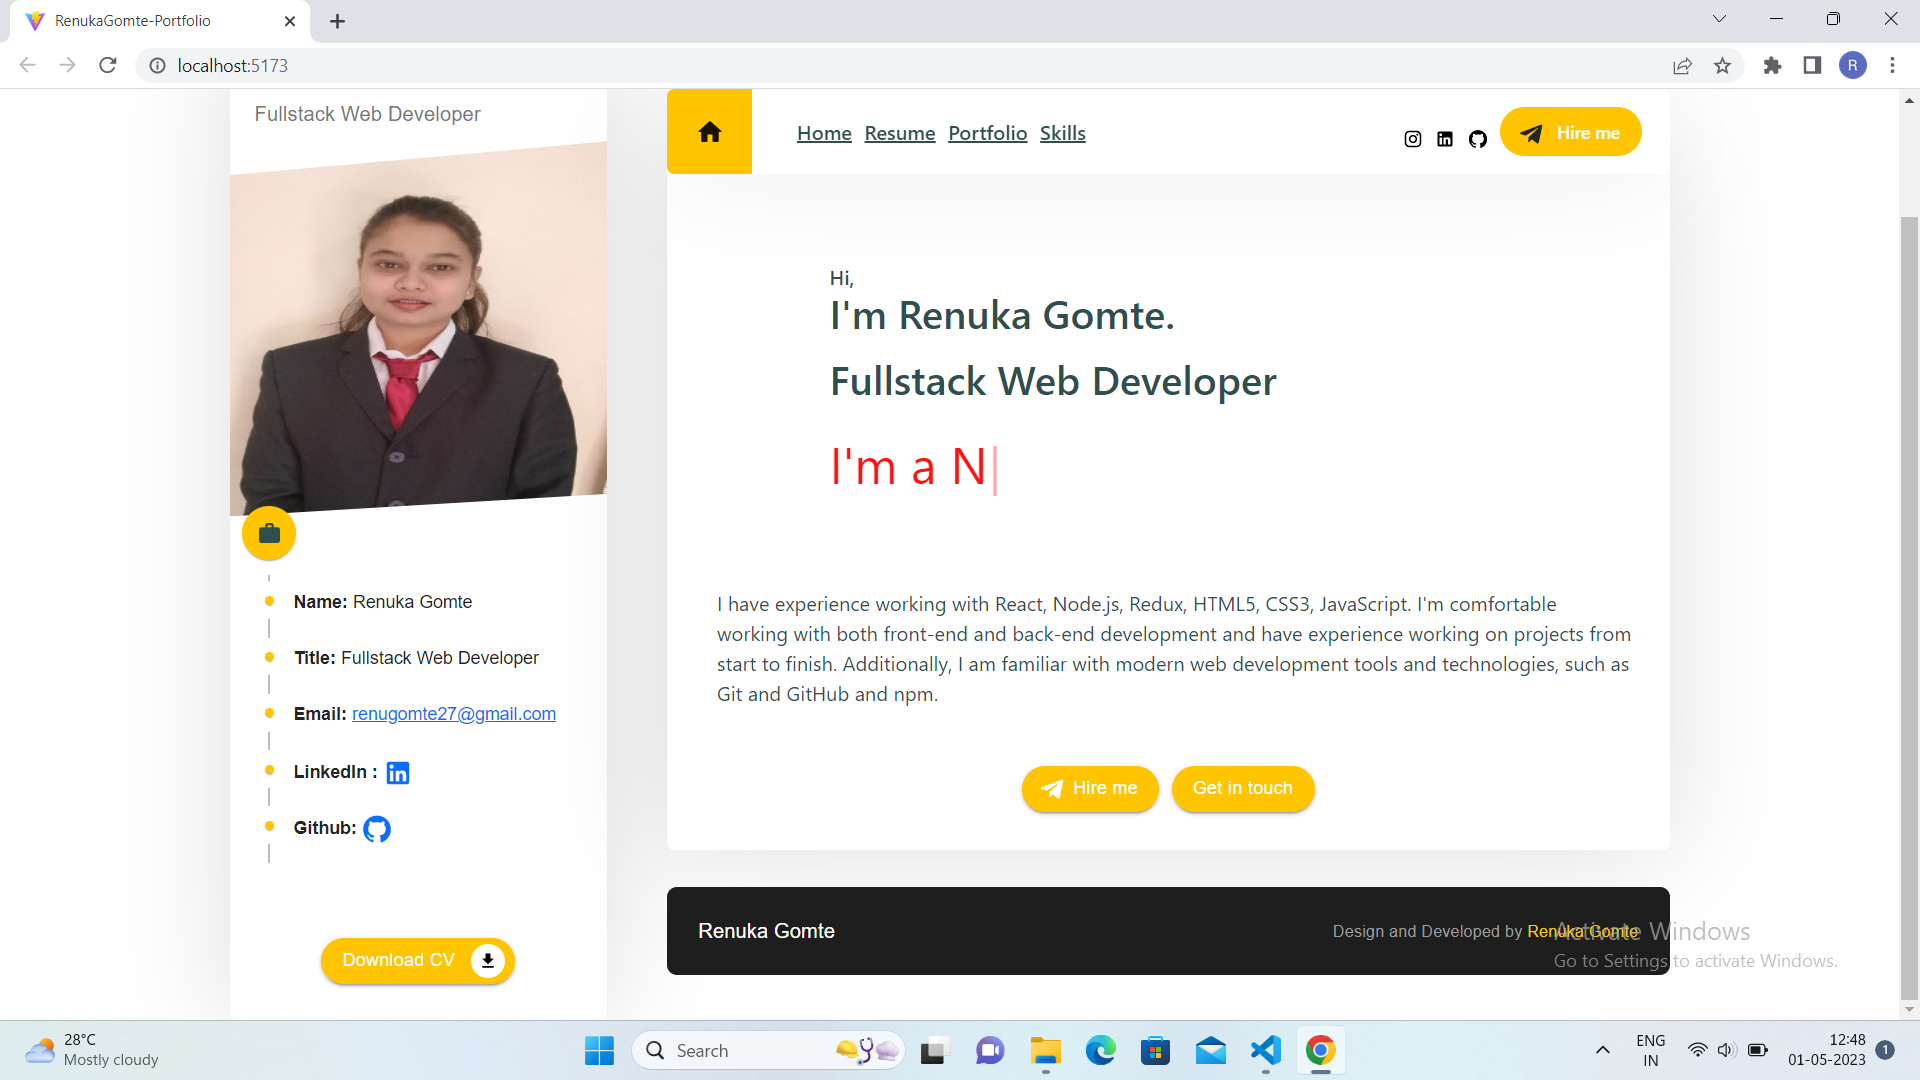 RenukaGomte-Portfolio
localhost:5173
R
Fullstack Web Developer
Name: Renuka Gomte
Title: Fullstack Web Developer
Email: renugomte27@gmail.com
LinkedIn :
Github:
Download CV
Home Resume Portfolio Skills
Hire me
Hi,
I'm Renuka Gomte.
Fullstack Web Developer
I'm a N|
I have experience working with React, Node.js, Redux, HTML5, CSS3, JavaScript. I'm comfortable
working with both front-end and back-end development and have experience working on projects from
start to finish. Additionally, I am familiar with modern web development tools and technologies, such as
Git and GitHub and npm.
Hire me
Get in touch
Renuka Gomte
Design and Developed by Renuka Gomte
Activate Windows
Go to Settings to activate Windows.
28°C
Mostly cloudy
Search
ENG
IN
12:48
01-05-2023
1